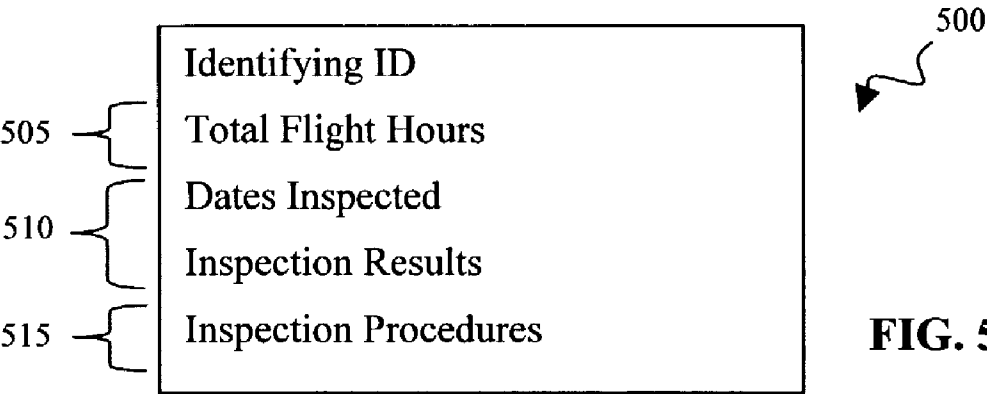 500
Identifying ID
505 Total Flight Hours
Dates Inspected
510
Inspection Results
515 Inspection Procedures
FIG. 5